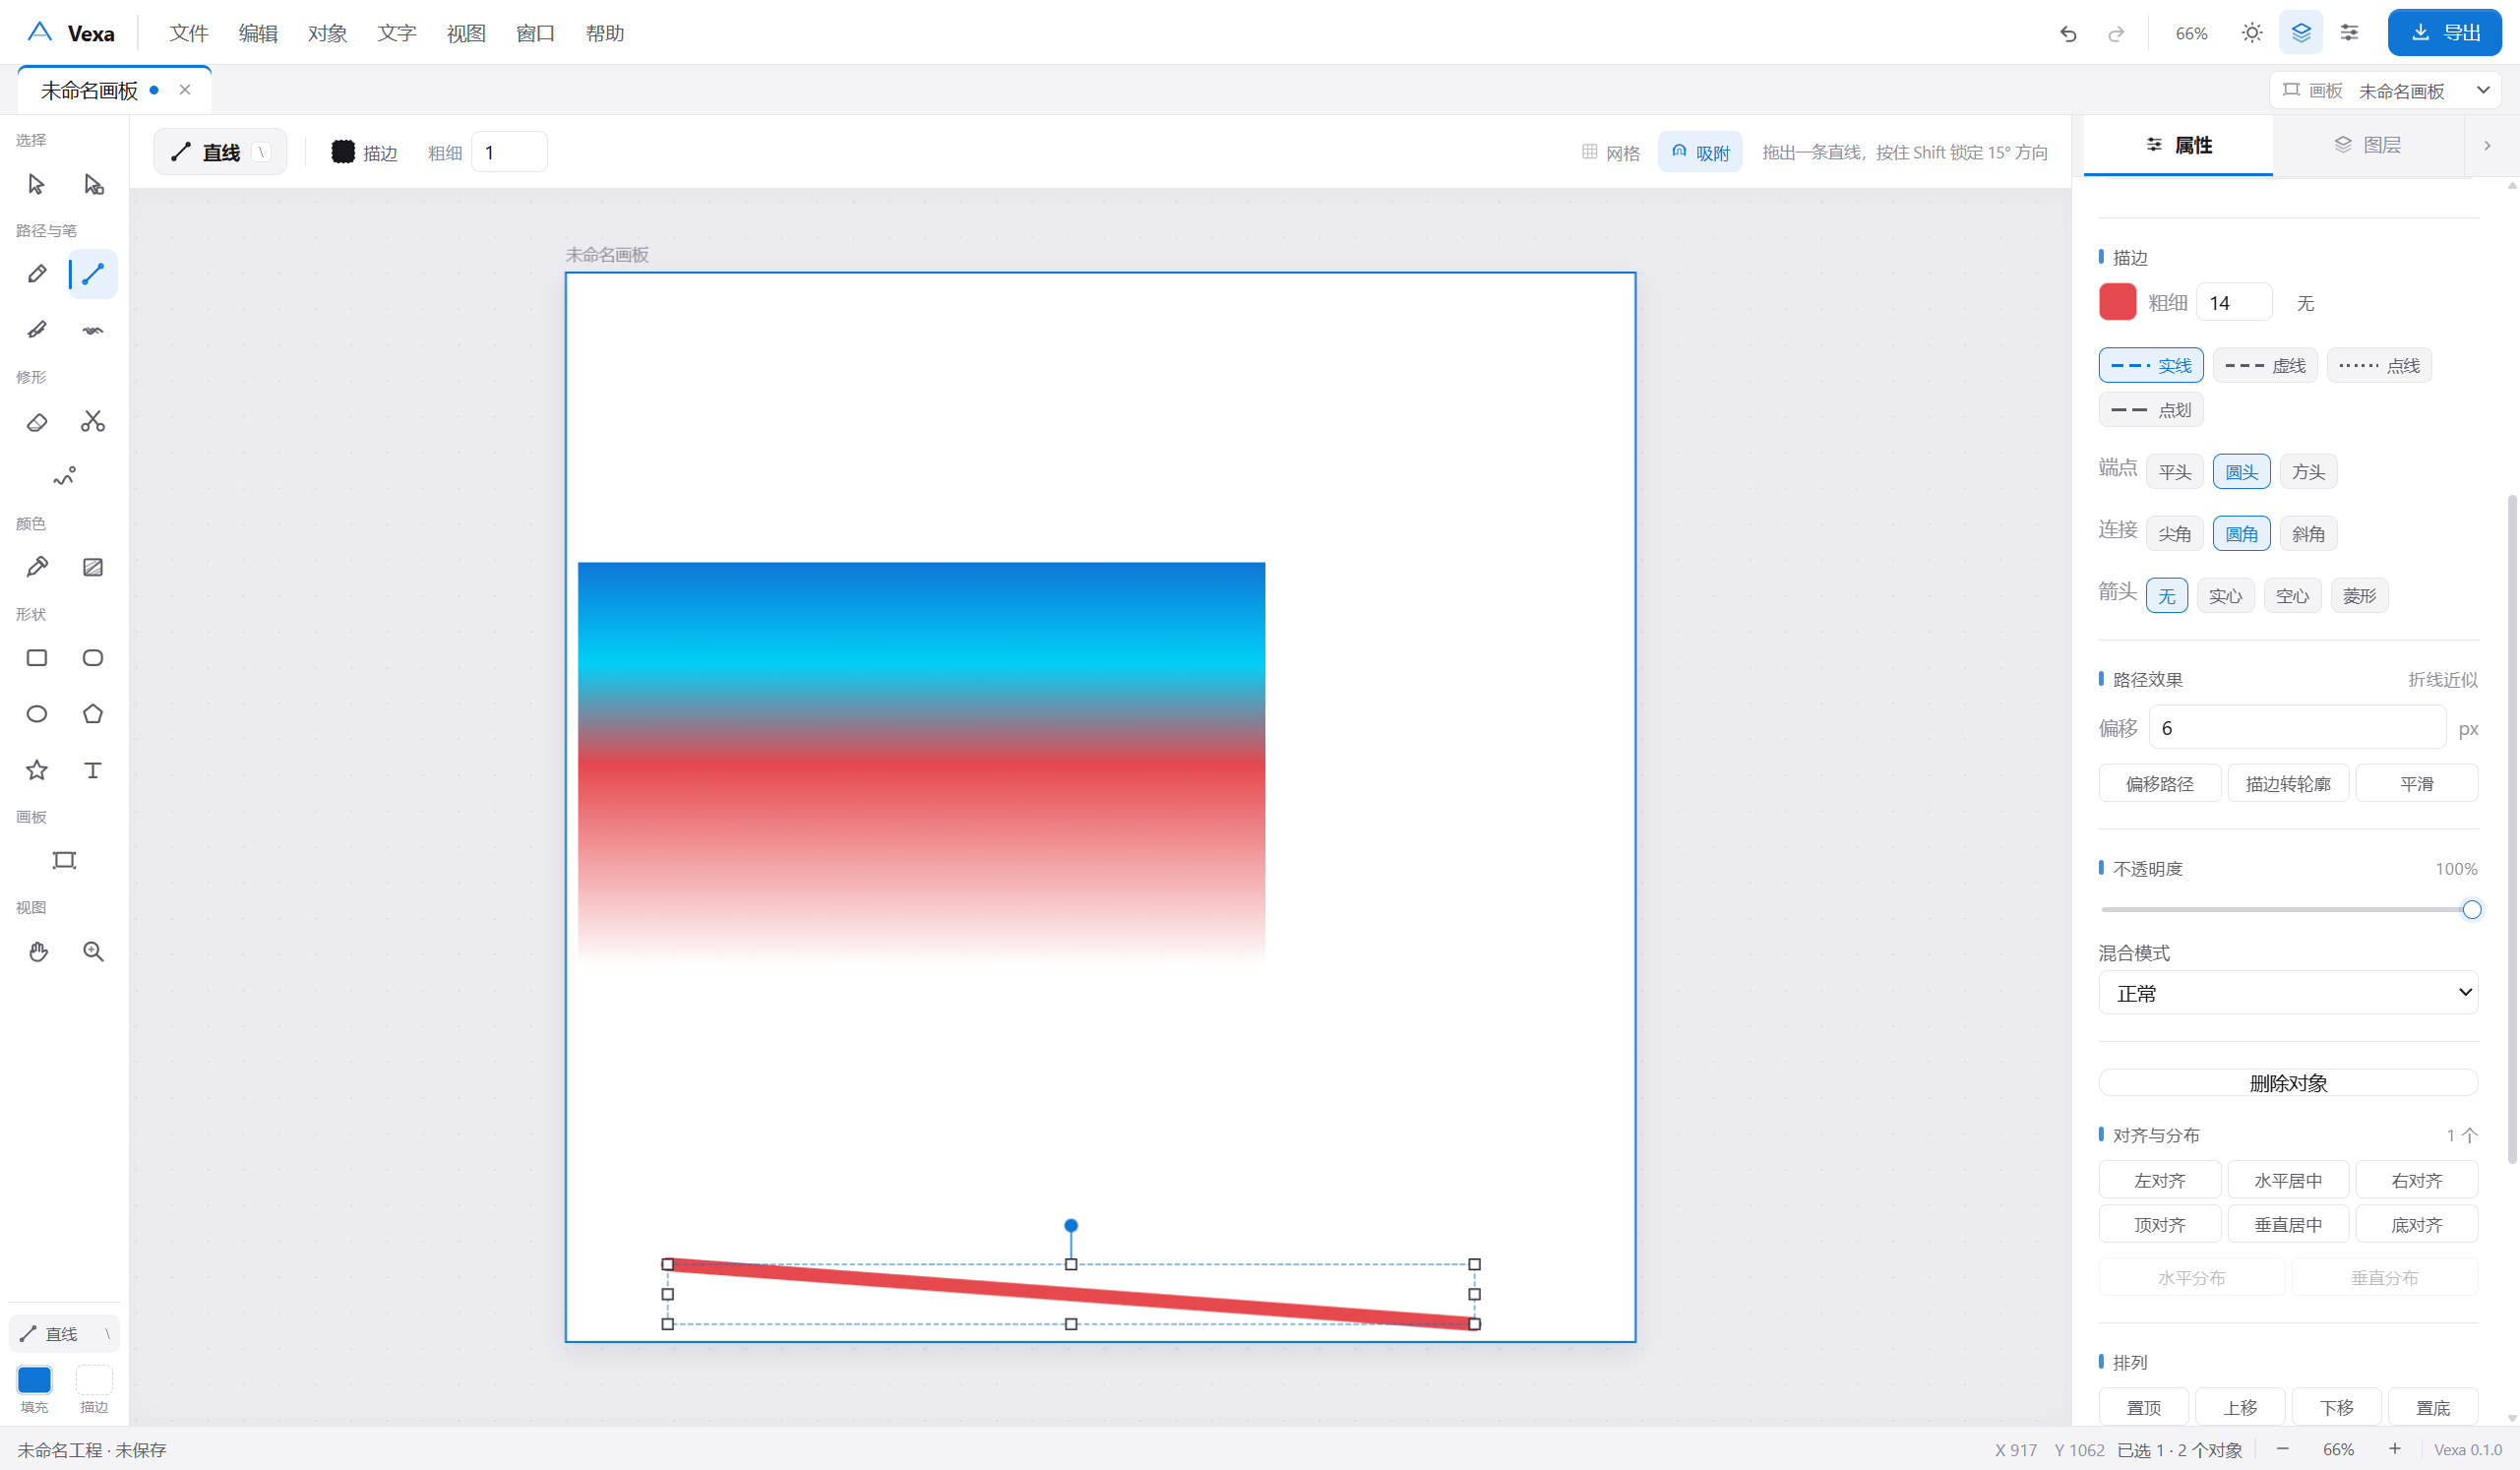 Vexa 文件 编辑 对象 文字 视图 窗口 帮助 66% 导出
未命名画板 画板 未命名画板
选择
直线 \ 描边 粗细 1 网格 吸附 拖出一条直线，按住 Shift 锁定 15° 方向
属性 图层
路径与笔
修形
颜色
形状
画板
视图
直线 \
填充 描边
未命名画板
描边
粗细 14 无
实线 虚线 点线
点划
端点 平头 圆头 方头
连接 尖角 圆角 斜角
箭头 无 实心 空心 菱形
路径效果 折线近似
偏移 6 px
偏移路径 描边转轮廓 平滑
不透明度 100%
混合模式
正常
删除对象
对齐与分布 1 个
左对齐 水平居中 右对齐
顶对齐 垂直居中 底对齐
水平分布 垂直分布
排列
置顶 上移 下移 置底
未命名工程 · 未保存 X 917 Y 1062 已选 1 · 2 个对象 66% Vexa 0.1.0